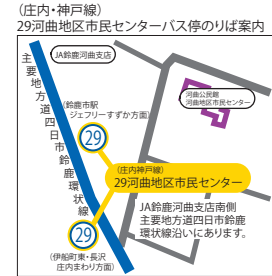 (庄内・神戸線)
29河曲地区市民センターバス停のりば案内
JA鈴鹿河曲支店
主要地方道四日市鈴鹿環状線
河曲公民館
河曲地区市民センター
(鈴鹿市駅
ジェフリーすずか方面)
29
(庄内神戸線)
29河曲地区市民センター
JA鈴鹿河曲支店南側
主要地方道四日市鈴鹿
環状線沿いにあります。
29
(伊船町東・長沢
庄内まわり方面)